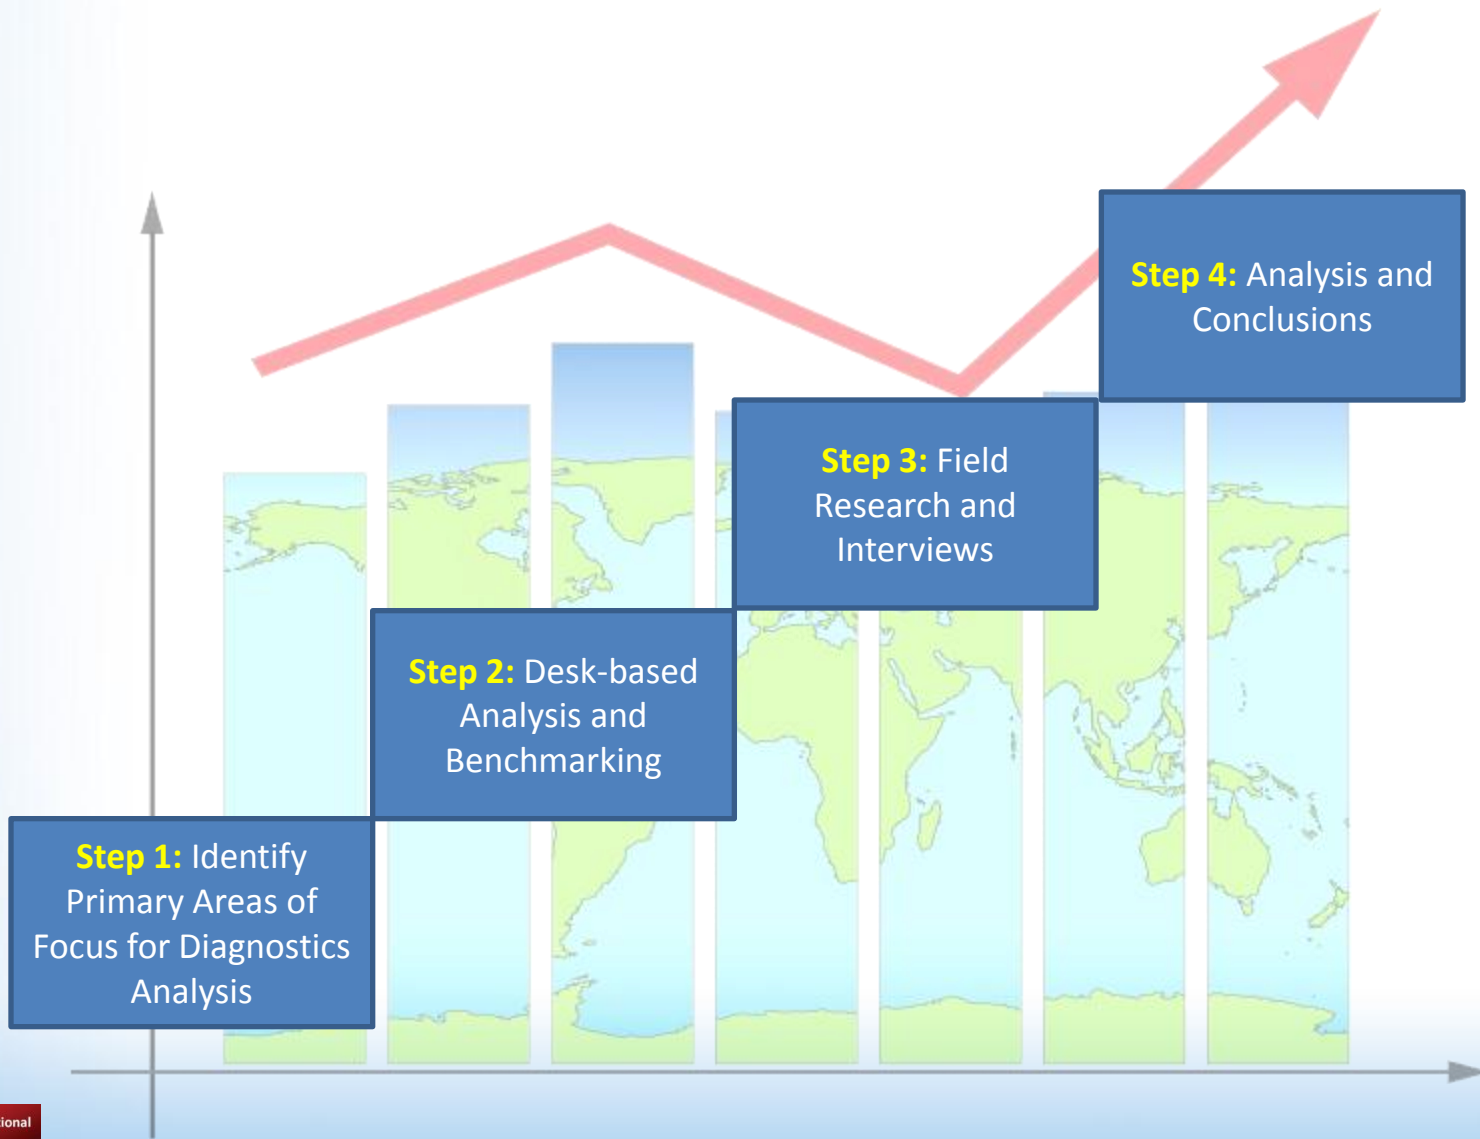 Step 4: Analysis and
Conclusions
Step 3: Field
Research and
Interviews
Step 2: Desk-based
Analysis and
Benchmarking
Step 1: Identify
Primary Areas of
Focus for Diagnostics
Analysis